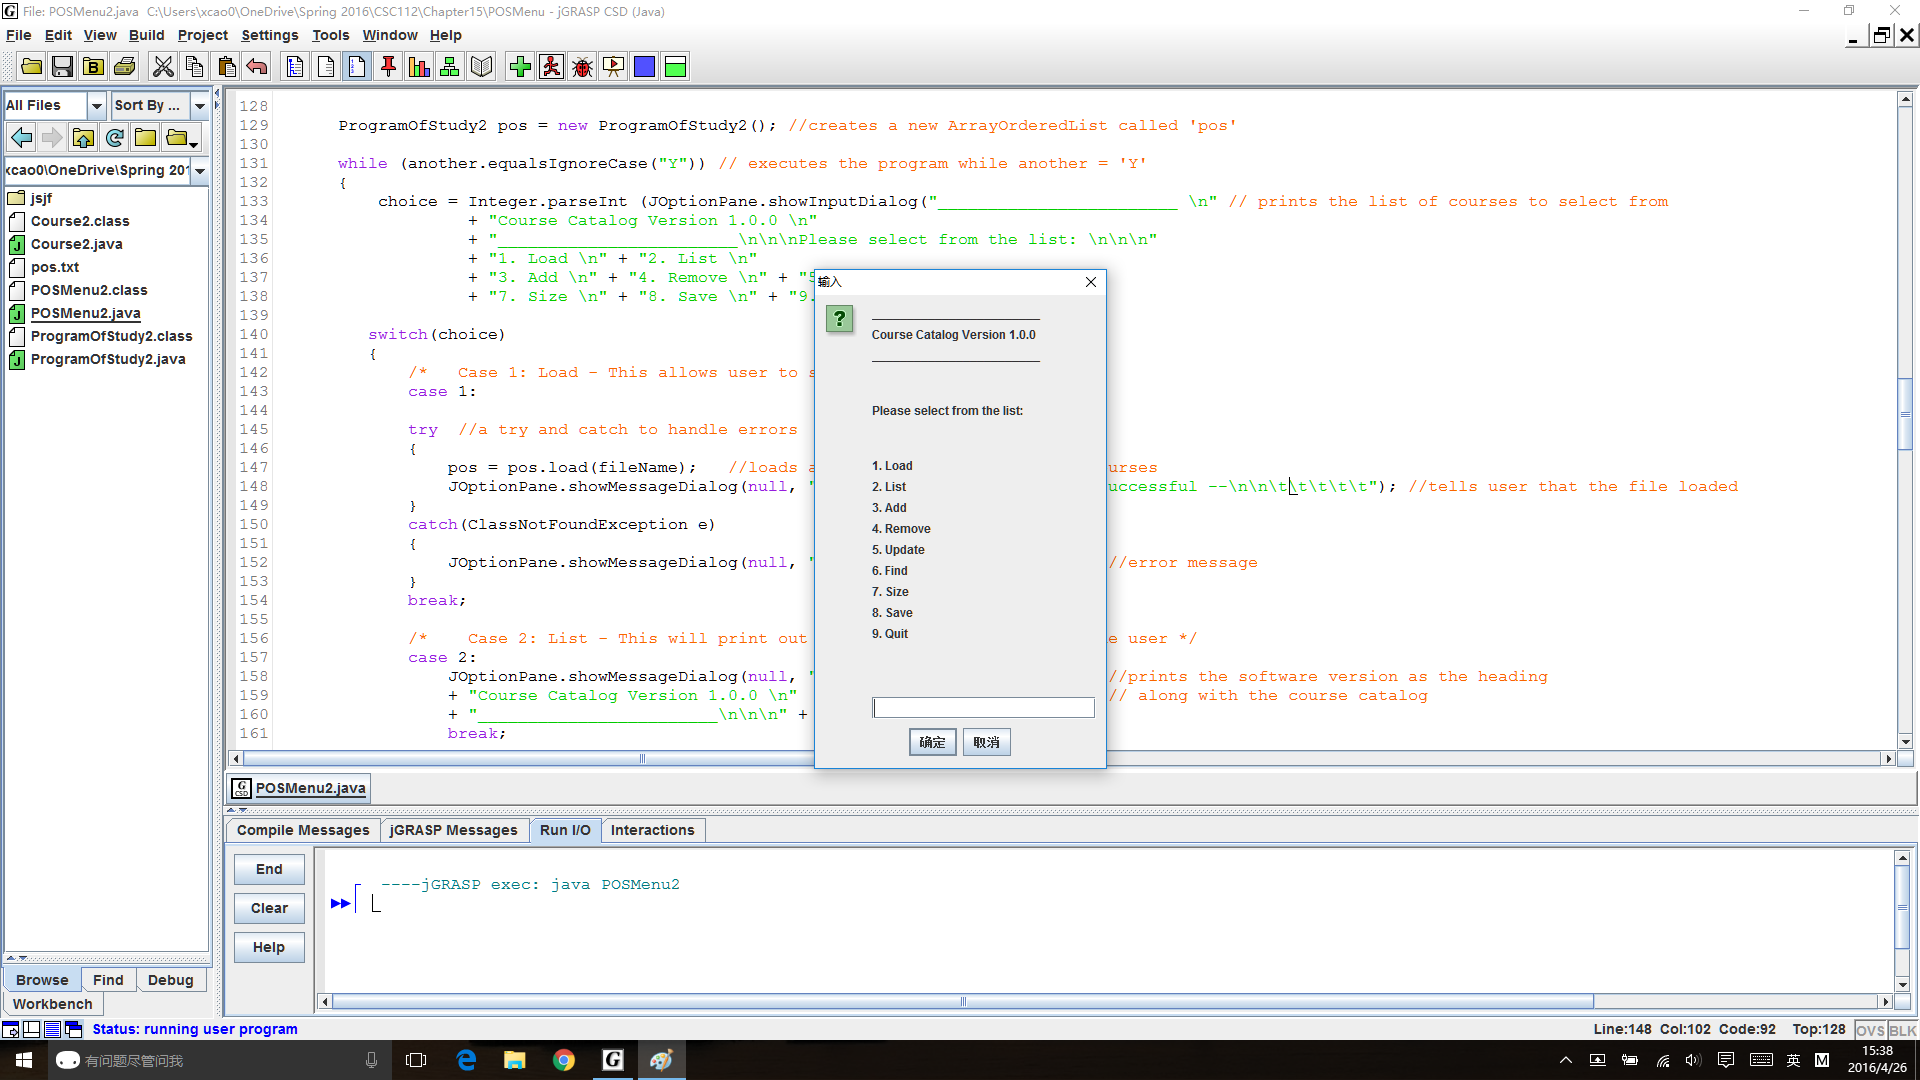 File: POSMenu2.java  C:\Users\xcao0\OneDrive\Spring 2016\CSC112\Chapter15\POSMenu - jGRASP CSD (Java)
File Edit View Build Project Settings Tools Window Help
All Files Sort By ...
xcao0\OneDrive\Spring 201
jsjf
Course2.class
Course2.java
pos.txt
POSMenu2.class
POSMenu2.java
ProgramOfStudy2.class
ProgramOfStudy2.java
Browse Find Debug
Workbench
128
129 ProgramOfStudy2 pos = new ProgramOfStudy2(); //creates a new ArrayOrderedList called 'pos'
130
131 while (another.equalsIgnoreCase("Y")) // executes the program while another = 'Y'
132 {
133 choice = Integer.parseInt (JOptionPane.showInputDialog("________________________ \n" // prints the list of courses to select from
134 + "Course Catalog Version 1.0.0 \n"
135 + "________________________\n\n\nPlease select from the list: \n\n\n"
136 + "1. Load \n" + "2. List \n"
137 + "3. Add \n" + "4. Remove \n" + "5
138 + "7. Size \n" + "8. Save \n" + "9.
139
140 switch(choice)
141 {
142 /* Case 1: Load - This allows user to s
143 case 1:
144
145 try //a try and catch to handle errors
146 {
147 pos = pos.load(fileName); //loads a urses
148 JOptionPane.showMessageDialog(null, " uccessful --\n\n\t\t\t\t\t"); //tells user that the file loaded
149 }
150 catch(ClassNotFoundException e)
151 {
152 JOptionPane.showMessageDialog(null, " //error message
153 }
154 break;
155
156 /* Case 2: List - This will print out e user */
157 case 2:
158 JOptionPane.showMessageDialog(null, " //prints the software version as the heading
159 + "Course Catalog Version 1.0.0 \n" // along with the course catalog
160 + "________________________\n\n\n" +
161 break;
输入
?
________________________
Course Catalog Version 1.0.0
________________________
Please select from the list:
1. Load
2. List
3. Add
4. Remove
5. Update
6. Find
7. Size
8. Save
9. Quit
确定 取消
POSMenu2.java
Compile Messages jGRASP Messages Run I/O Interactions
End
Clear
Help
----jGRASP exec: java POSMenu2
Status: running user program
Line:148 Col:102 Code:92 Top:128 OVS BLK
有问题尽管问我
英 M
15:38
2016/4/26